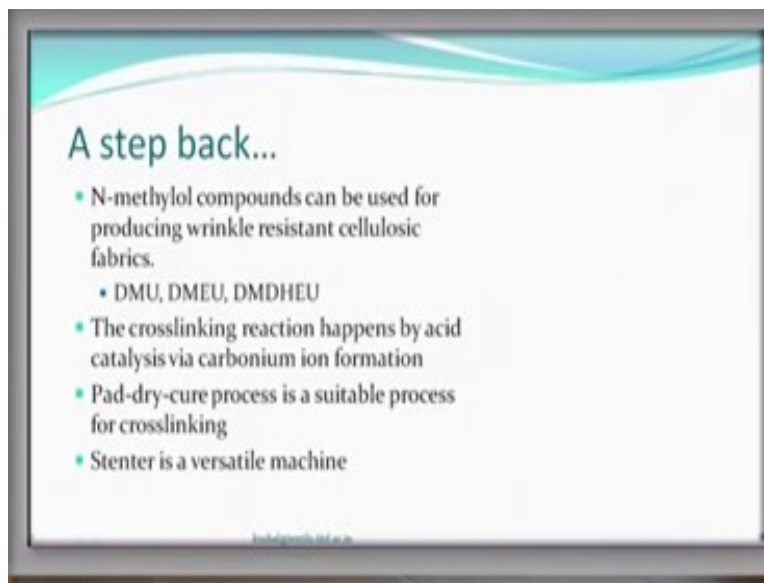 A step back...
N-methylol compounds can be used for
producing wrinkle resistant cellulosic
fabrics.
DMU, DMEU, DMDHEU
The crosslinking reaction happens by acid
catalysis via carbonium ion formation
Pad-dry-cure process is a suitable process
for crosslinking
Stenter is a versatile machine